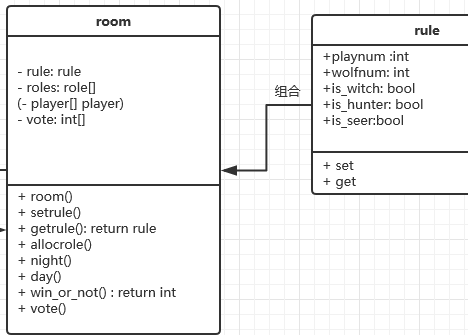 room
- rule: rule
- roles: role[]
(- player[] player)
- vote: int[]
+ room()
+ setrule()
+ getrule(): return rule
+ allocrole()
+ night()
+ day()
+ win_or_not() : return int
+ vote()
组合
rule
+playnum :int
+wolfnum: int
+is_witch: bool
+is_hunter: bool
+is_seer:bool
+ set
+ get